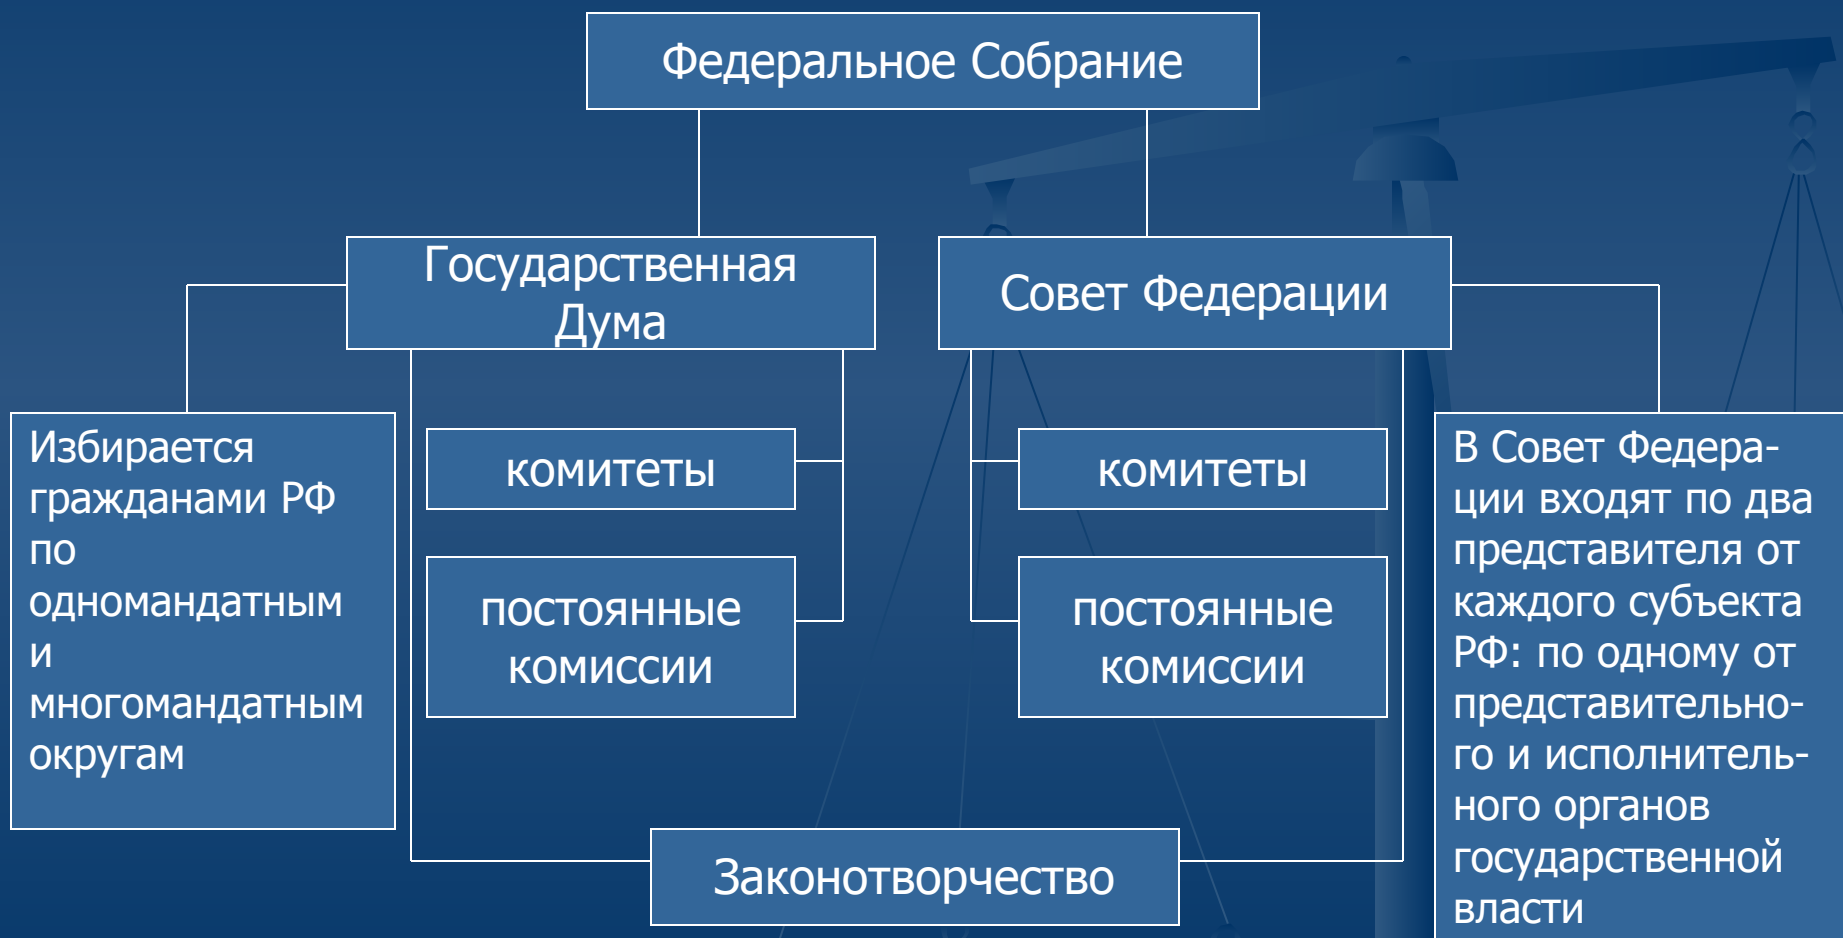 Федеральное Собрание
Государственная
Дума
Совет Федерации
Избирается
гражданами РФ
по
одномандатным
и
многомандатным
округам
комитеты
постоянные
комиссии
комитеты
постоянные
комиссии
В Совет Федера-
ции входят по два
представителя от
каждого субъекта
РФ: по одному от
представительно-
го и исполнитель-
ного органов
государственной
власти
Законотворчество